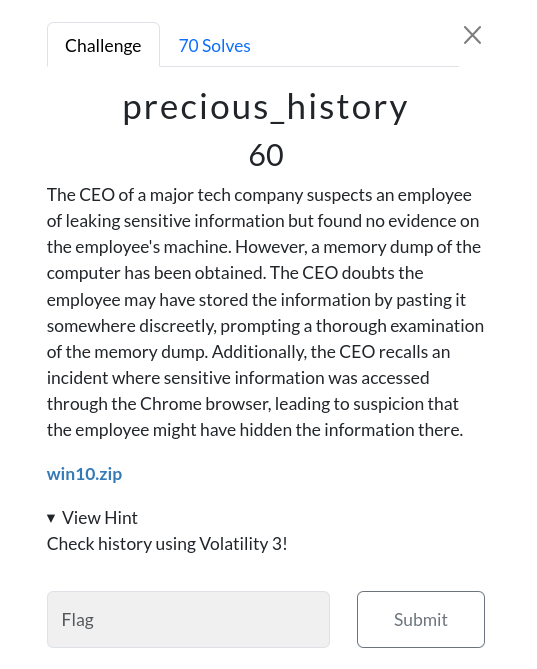 Challenge
70 Solves
precious_history
60
The CEO of a major tech company suspects an employee
of leaking sensitive information but found no evidence on
the employee's machine. However, a memory dump of the
computer has been obtained. The CEO doubts the
employee may have stored the information by pasting it
somewhere discreetly, prompting a thorough examination
of the memory dump. Additionally, the CEO recalls an
incident where sensitive information was accessed
through the Chrome browser, leading to suspicion that
the employee might have hidden the information there.
win10.zip
▼ View Hint
Check history using Volatility 3!
Flag
Submit